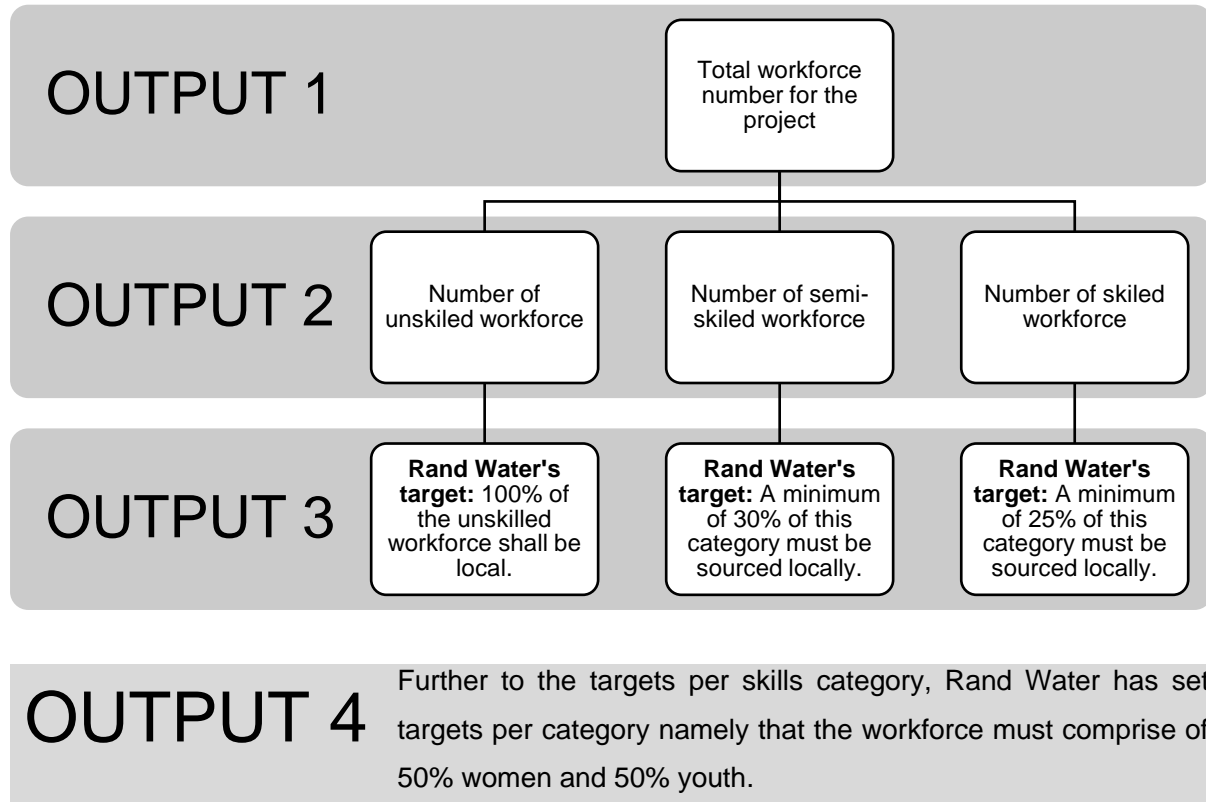 OUTPUT 1
Total workforce
number for the
project
OUTPUT 2
Number of
unskiled workforce
Number of semi-
skiled workforce
Number of skiled
workforce
OUTPUT 3
Rand Water's
target: 100% of
the unskilled
workforce shall be
local.
Rand Water's
target: A minimum
of 30% of this
category must be
sourced locally.
Rand Water's
target: A minimum
of 25% of this
category must be
sourced locally.
OUTPUT 4
Further to the targets per skills category, Rand Water has set
targets per category namely that the workforce must comprise of
50% women and 50% youth.